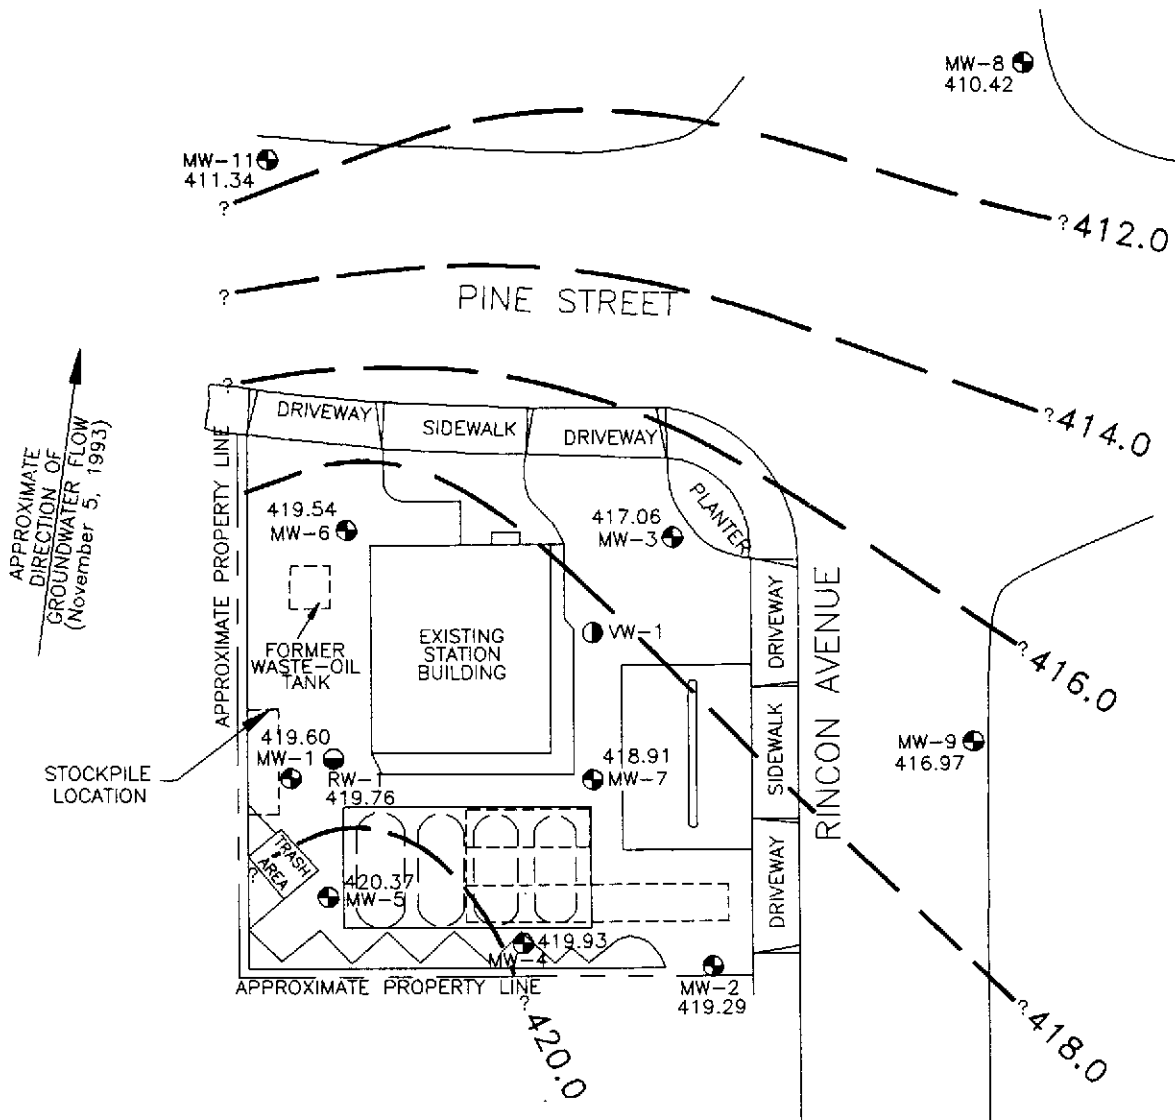 MW-8
410.42
MW-11
411.34
?
?
412.0
?
PINE STREET
?
?
414.0
APPROXIMATE
DIRECTION OF
GROUNDWATER FLOW
(November 5, 1993)
DRIVEWAY
SIDEWALK
DRIVEWAY
APPROXIMATE PROPERTY LINE
419.54
MW-6
417.06
MW-3
PLANTER
FORMER
WASTE-OIL
TANK
EXISTING
STATION
BUILDING
VW-1
DRIVEWAY
RINCON AVENUE
?
416.0
STOCKPILE
LOCATION
419.60
MW-1
RW-1
419.76
418.91
MW-7
SIDEWALK
MW-9
416.97
TRASH
AREA
?
420.37
MW-5
DRIVEWAY
419.93
MW-4
APPROXIMATE PROPERTY LINE
MW-2
419.29
?
420.0
?
418.0